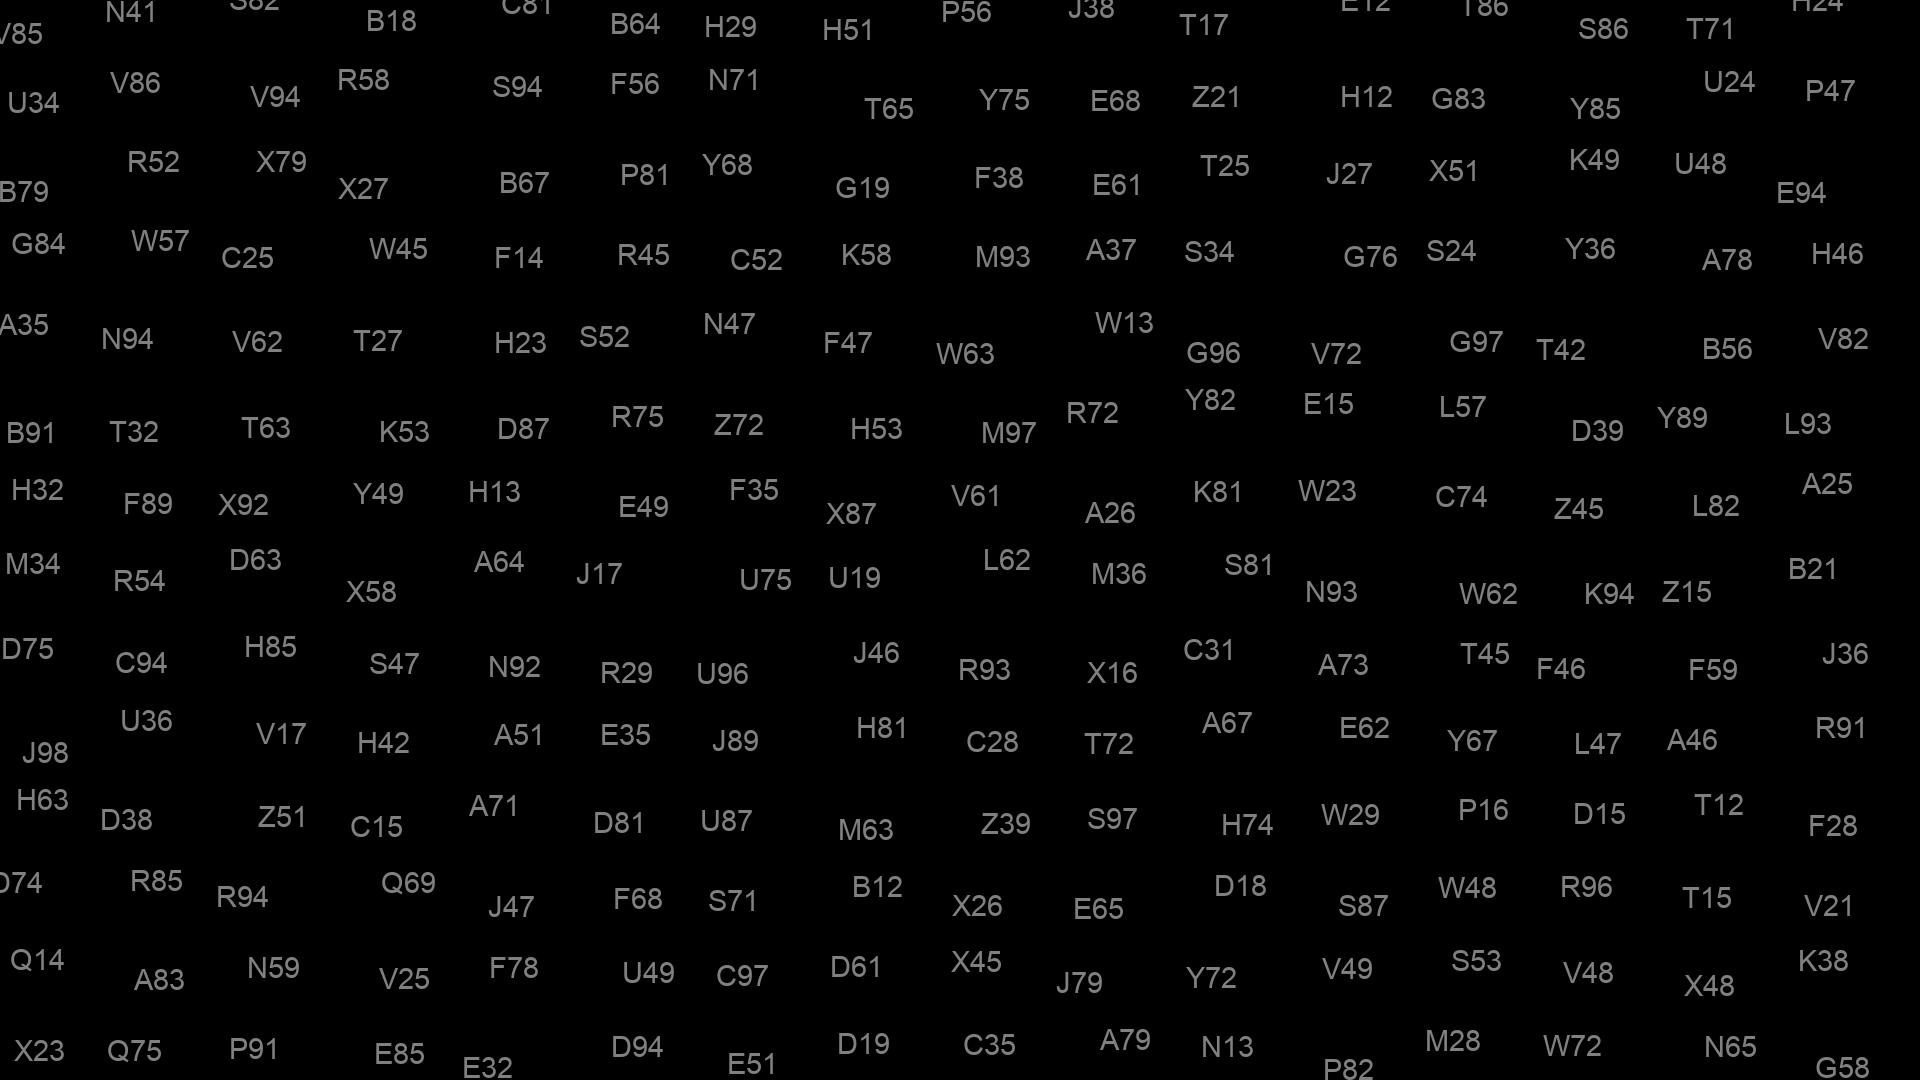 V85 N41 S82 B18 C81 B64 H29 H51 P56 J38 T17 E12 T86 S86 T71 H24
U34 V86 V94 R58 S94 F56 N71 T65 Y75 E68 Z21 H12 G83 Y85 U24 P47
B79 R52 X79 X27 B67 P81 Y68 G19 F38 E61 T25 J27 X51 K49 U48 E94
G84 W57 C25 W45 F14 R45 C52 K58 M93 A37 S34 G76 S24 Y36 A78 H46
A35 N94 V62 T27 H23 S52 N47 F47 W63 W13 G96 V72 G97 T42 B56 V82
B91 T32 T63 K53 D87 R75 Z72 H53 M97 R72 Y82 E15 L57 D39 Y89 L93
H32 F89 X92 Y49 H13 E49 F35 X87 V61 A26 K81 W23 C74 Z45 L82 A25
M34 R54 D63 X58 A64 J17 U75 U19 L62 M36 S81 N93 W62 K94 Z15 B21
D75 C94 H85 S47 N92 R29 U96 J46 R93 X16 C31 A73 T45 F46 F59 J36
J98 U36 V17 H42 A51 E35 J89 H81 C28 T72 A67 E62 Y67 L47 A46 R91
H63 D38 Z51 C15 A71 D81 U87 M63 Z39 S97 H74 W29 P16 D15 T12 F28
D74 R85 R94 Q69 J47 F68 S71 B12 X26 E65 D18 S87 W48 R96 T15 V21
Q14 A83 N59 V25 F78 U49 C97 D61 X45 J79 Y72 V49 S53 V48 X48 K38
X23 Q75 P91 E85 E32 D94 E51 D19 C35 A79 N13 P82 M28 W72 N65 G58